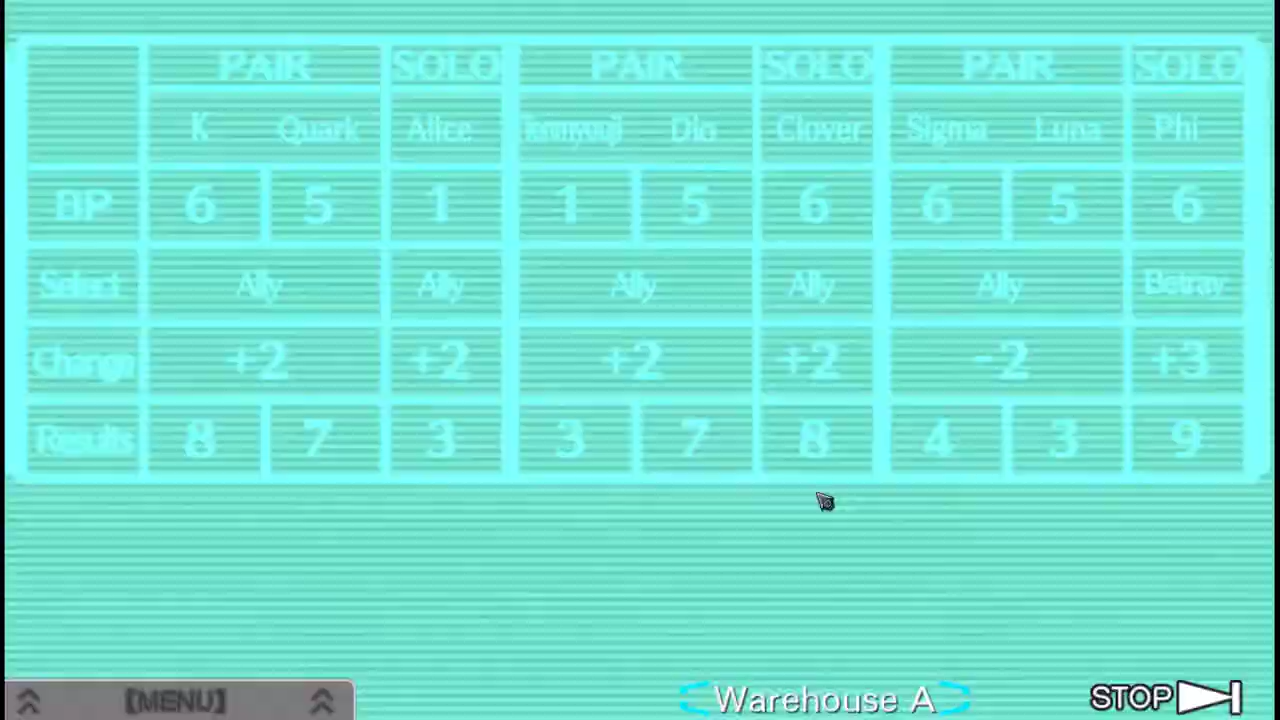 PAIR SOLO PAIR SOLO PAIR SOLO
K Quark Alice Tenmyouji Dio Clover Sigma Luna Phi
BP 6 5 1 1 5 6 6 5 6
Select Ally Ally Ally Ally Ally Betray
Change +2 +2 +2 +2 -2 +3
Results 8 7 3 3 7 8 4 3 9
【MENU】 Warehouse A STOP